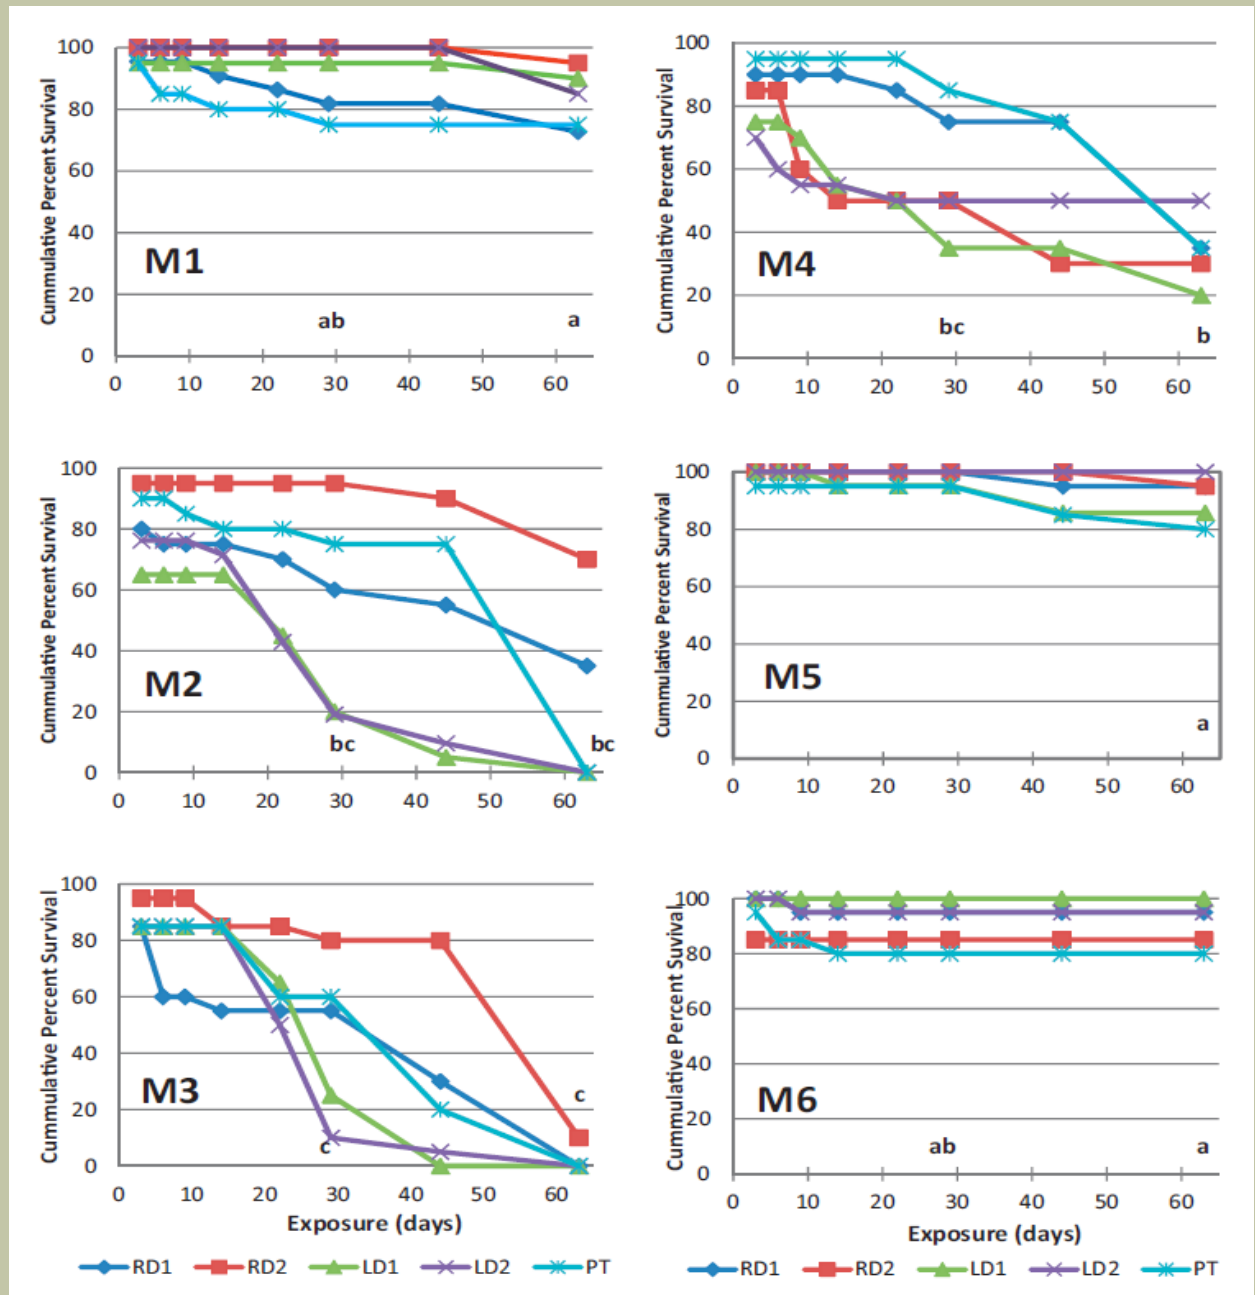 100
80
60
40
20
0
Cummulative Percent Survival
M1
ab
a
0 10 20 30 40 50 60
100
80
60
40
20
0
Cummulative Percent Survival
M4
bc
b
0 10 20 30 40 50 60
100
80
60
40
20
0
Cummulative Percent Survival
M2
bc
bc
0 10 20 30 40 50 60
100
80
60
40
20
0
Cummulative Percent Survival
M5
a
0 10 20 30 40 50 60
100
80
60
40
20
0
Cummulative Percent Survival
M3
c
c
0 10 20 30 40 50 60
Exposure (days)
RD1 RD2 LD1 LD2 PT
100
80
60
40
20
0
Cummulative Percent Suvival
M6
ab
a
0 10 20 30 40 50 60
Exposure (days)
RD1 RD2 LD1 LD2 PT